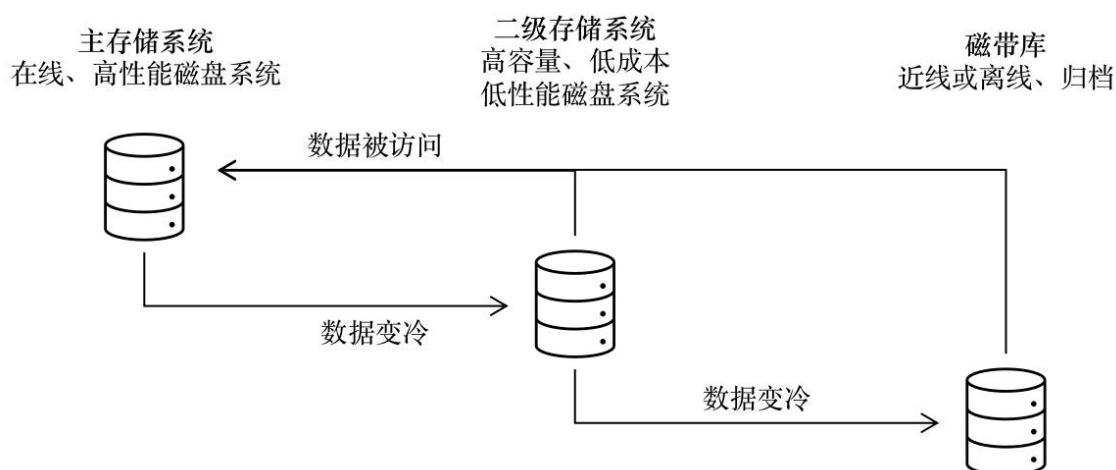 主存储系统
在线、高性能磁盘系统
二级存储系统
高容量、低成本
低性能磁盘系统
磁带库
近线或离线、归档
数据被访问
数据变冷
数据变冷